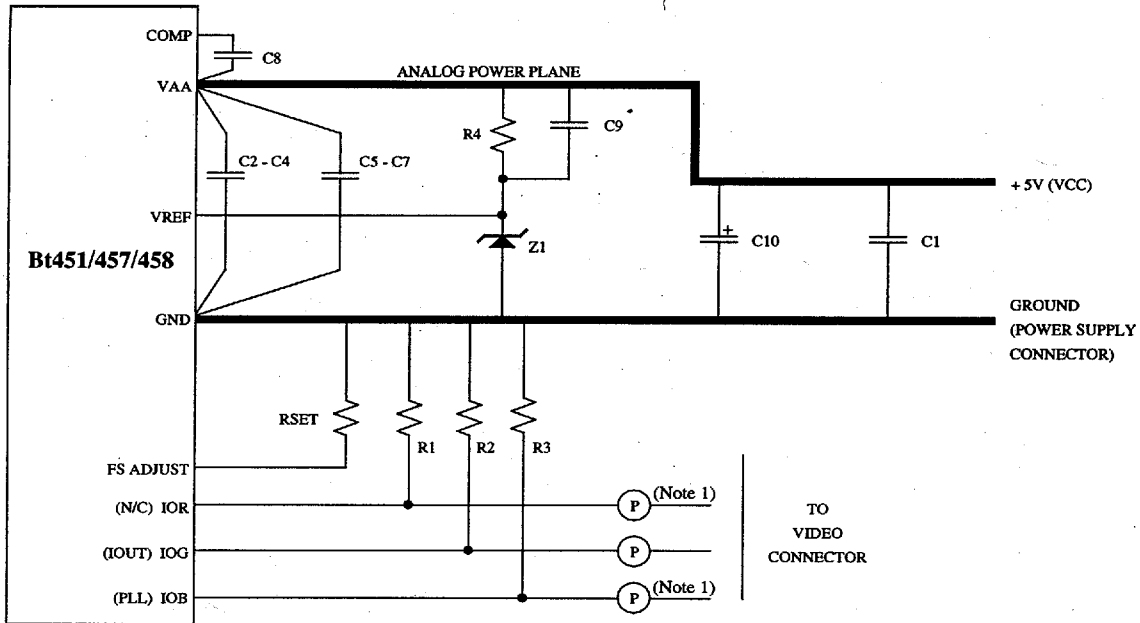 COMP
C8
ANALOG POWER PLANE
VAA
R4
C9
C2 - C4
C5 - C7
+ 5V (VCC)
VREF
Z1
+
C10
C1
Bt451/457/458
GND
GROUND
(POWER SUPPLY
CONNECTOR)
RSET
R1
R2
R3
FS ADJUST
(N/C) IOR
P
(Note 1)
TO
VIDEO
CONNECTOR
(IOUT) IOG
P
(PLL) IOB
P
(Note 1)